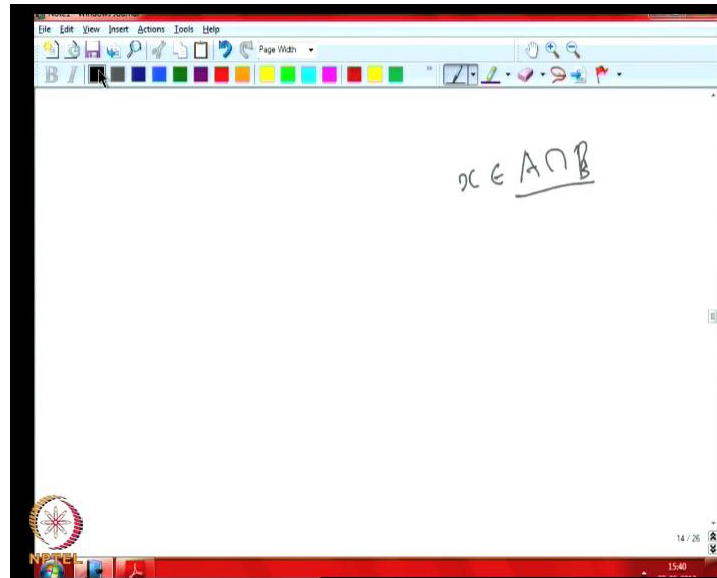 File Edit View Insert Actions Tools Help
Page Width
B I
x ∈ A ∩ B
14 / 26
NPTEL
15:40